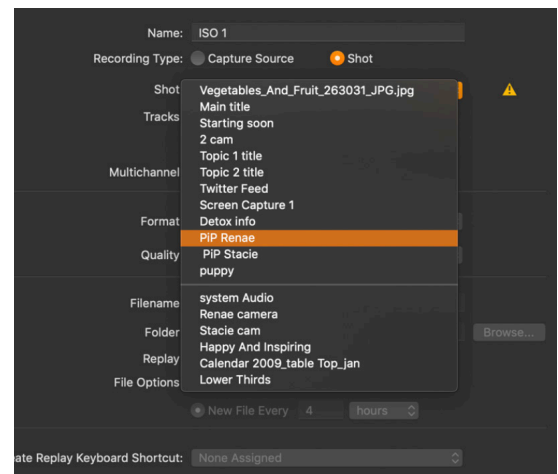 Name: ISO 1
Recording Type: Capture Source Shot
Shot
Vegetables_And_Fruit_263031_JPG.jpg
Main title
Tracks
Starting soon
2 cam
Topic 1 title
Multichannel
Topic 2 title
Twitter Feed
Screen Capture 1
Format
Detox info
PiP Renae
Quality
PiP Stacie
puppy
Filename
system Audio
Renae camera
Folder
Stacie cam
Browse...
Happy And Inspiring
Replay
Calendar 2009_table Top_jan
File Options
Lower Thirds
New File Every 4 hours
ate Replay Keyboard Shortcut: None Assigned